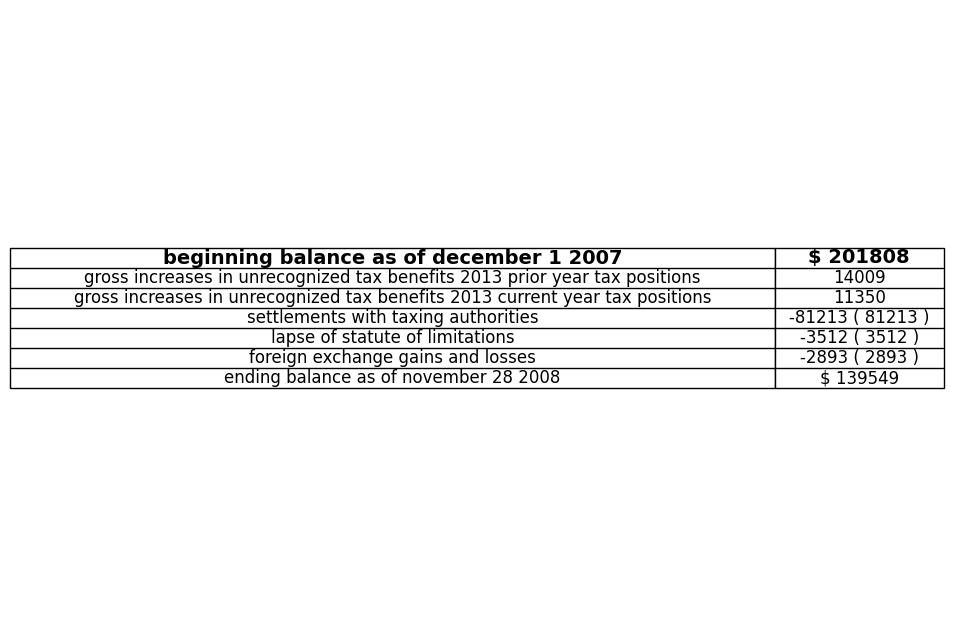 beginning balance as of december 1 2007 $ 201808
gross increases in unrecognized tax benefits 2013 prior year tax positions 14009
gross increases in unrecognized tax benefits 2013 current year tax positions 11350
settlements with taxing authorities -81213 ( 81213 )
lapse of statute of limitations -3512 ( 3512 )
foreign exchange gains and losses -2893 ( 2893 )
ending balance as of november 28 2008 $ 139549